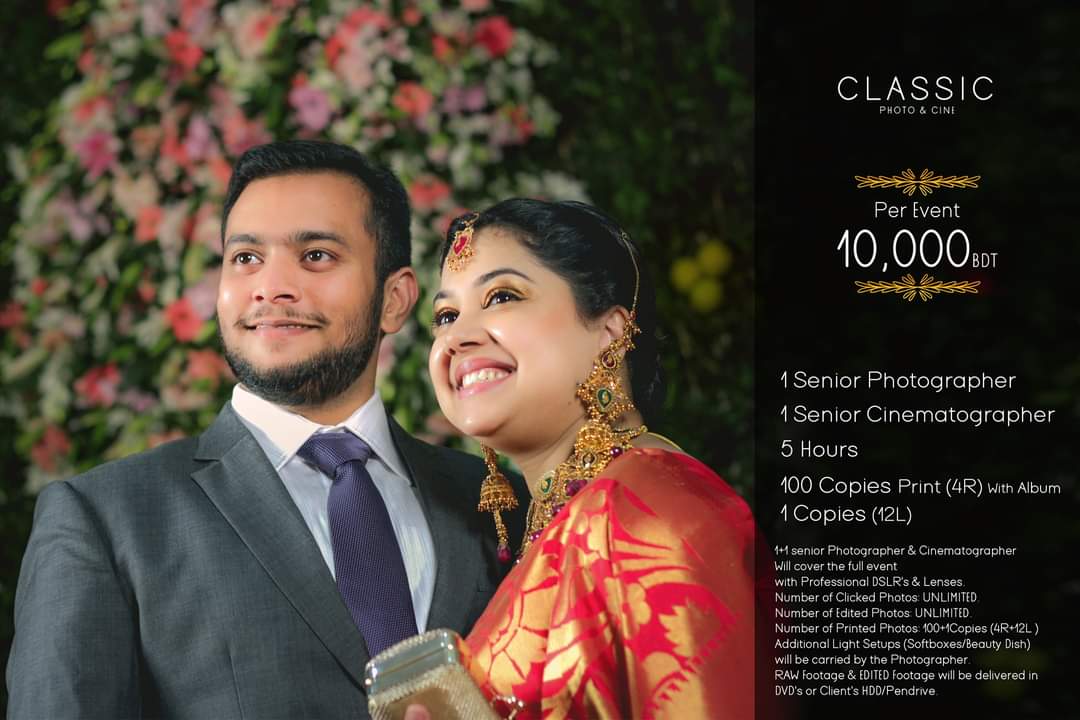 CLASSIC
PHOTO & CINE
Per Event
10,000BDT
1 Senior Photographer
1 Senior Cinematographer
5 Hours
100 Copies Print (4R) With Album
1 Copies (12L)
1+1 senior Photographer & Cinematographer
Will cover the full event
with Professional DSLR's & Lenses.
Number of Clicked Photos: UNLIMITED.
Number of Edited Photos: UNLIMITED.
Number of Printed Photos: 100+1Copies (4R+12L )
Additional Light Setups (Softboxes/Beauty Dish)
will be carried by the Photographer.
RAW footage & EDITED footage will be delivered in
DVD's or Client's HDD/Pendrive.